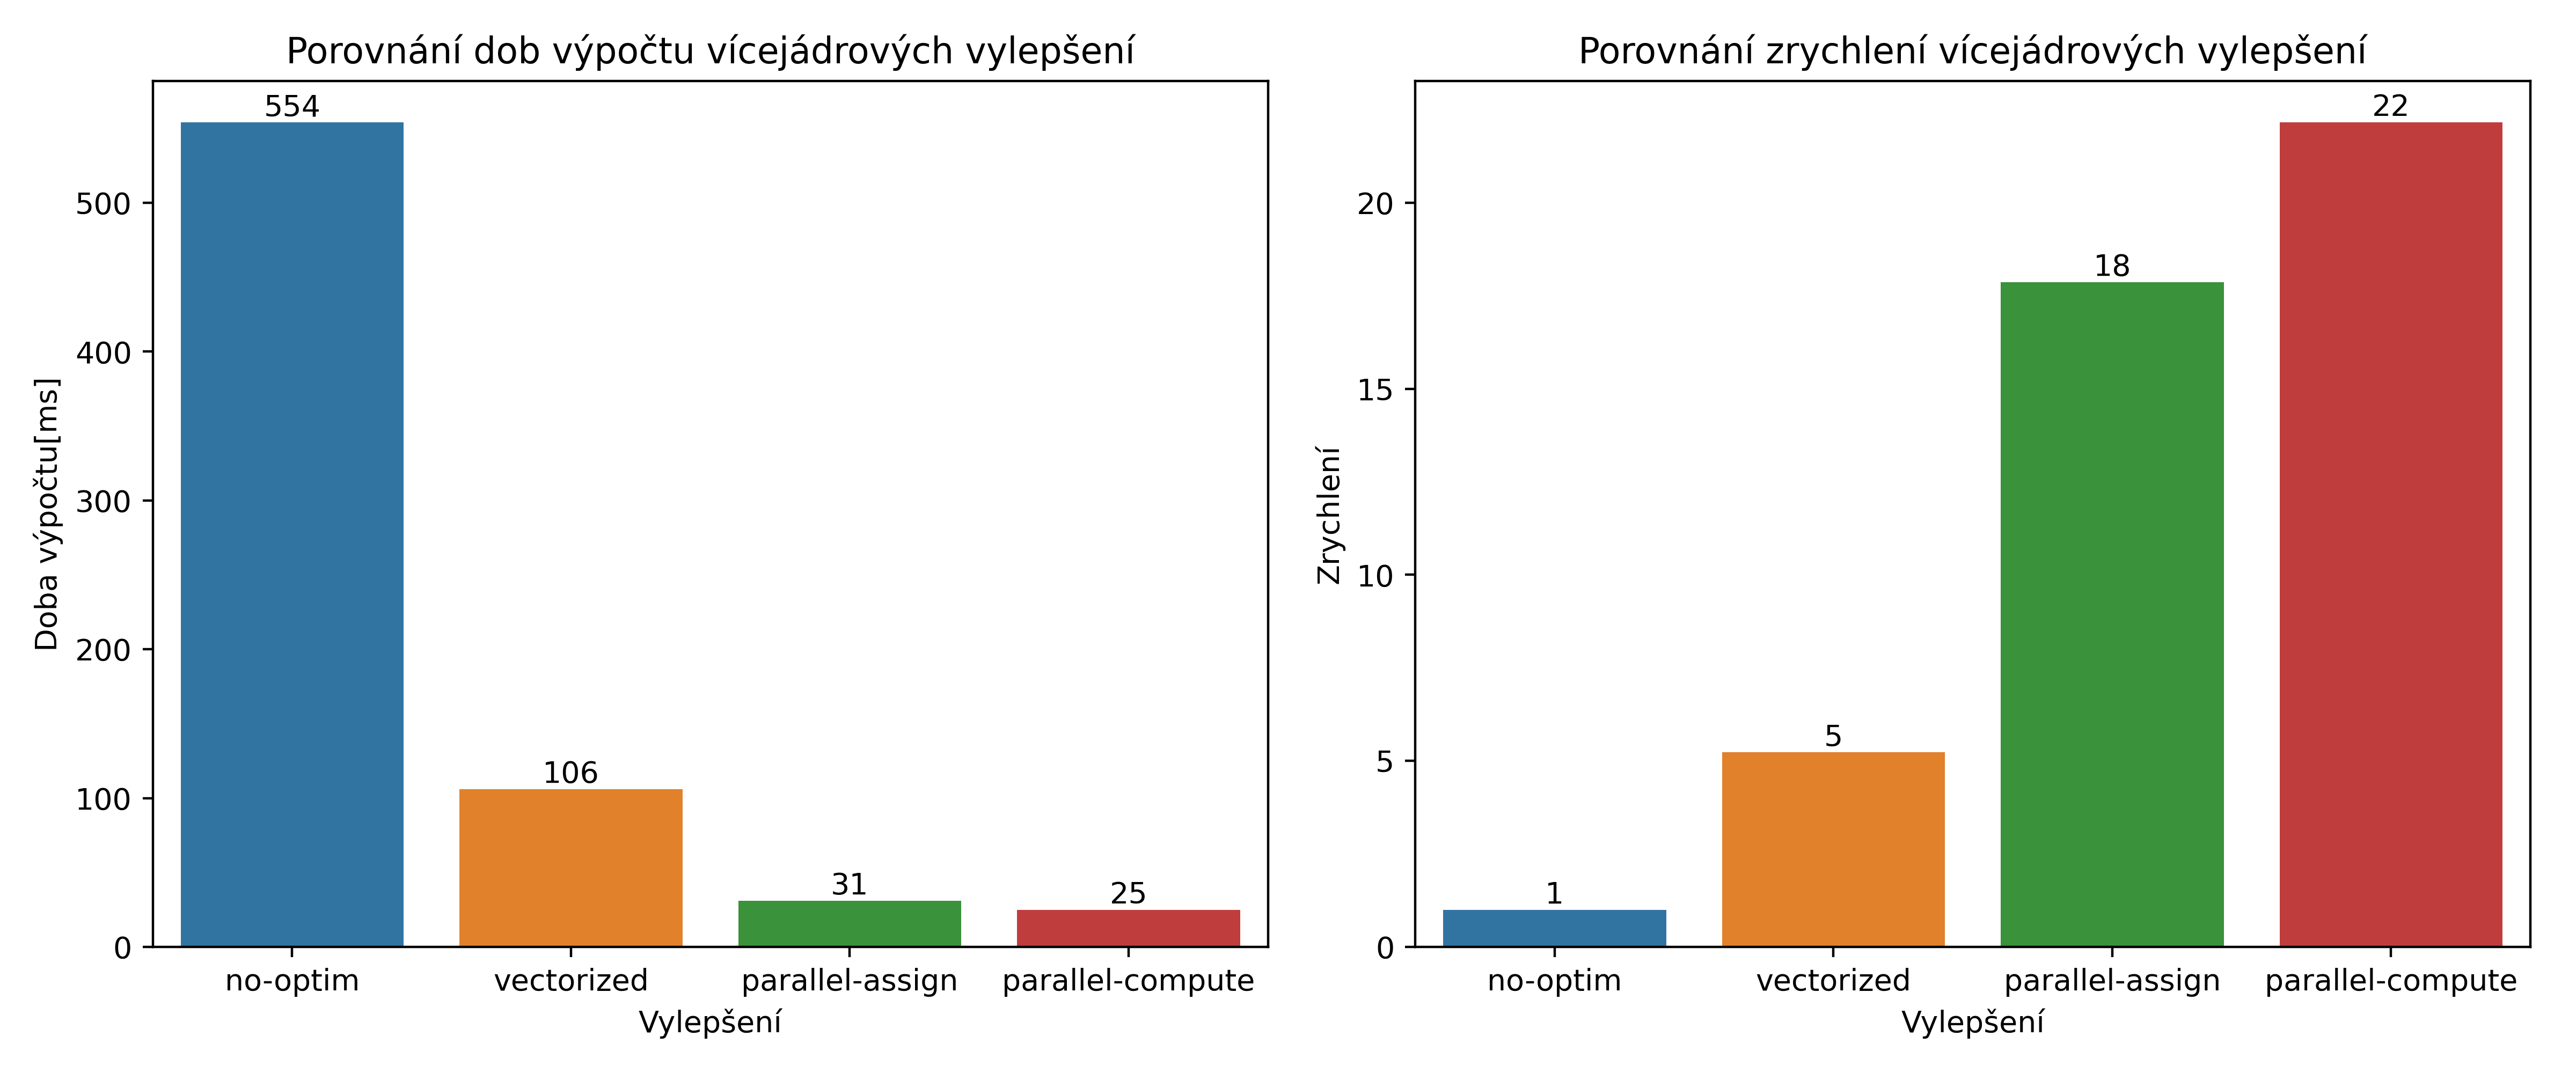 Porovnání dob výpočtu vícejádrových vylepšení
554
106
31
25
500
400
300
200
100
0
Doba výpočtu[ms]
no-optim vectorized parallel-assign parallel-compute
Vylepšení
Porovnání zrychlení vícejádrových vylepšení
22
18
5
1
20
15
10
5
0
Zrychlení
no-optim vectorized parallel-assign parallel-compute
Vylepšení